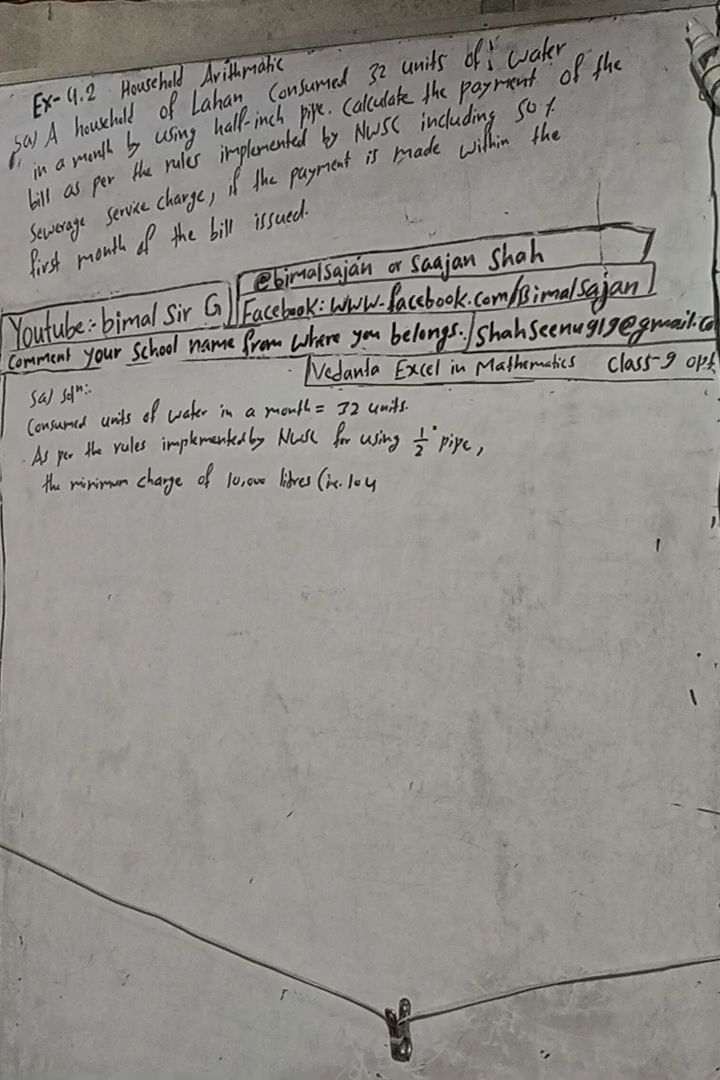 Ex-4.2 Household Arithmatic
5a) A household of Lahan Consumed 32 units of water
in a month by using half-inch pipe. Calculate the payment of the
bill as per the rules implemented by NWSC including 50%
Sewerage service charge, if the payment is made within the
first month of the bill issued.
@bimalsajan or Saajan Shah
Youtube:- bimal Sir G
Facebook: www.facebook.com/Bimalsajan
Comment your School name from where you belongs.
Shahseenu919@gmail.co
Vedanta Excel in Mathematics Class-9 opt
5a) Solⁿ:-
Consumed units of water in a month = 32 units.
As per the rules implemented by NWSC for using 1/2" pipe,
the minimum charge of 10,000 litres (i.e. 10 u